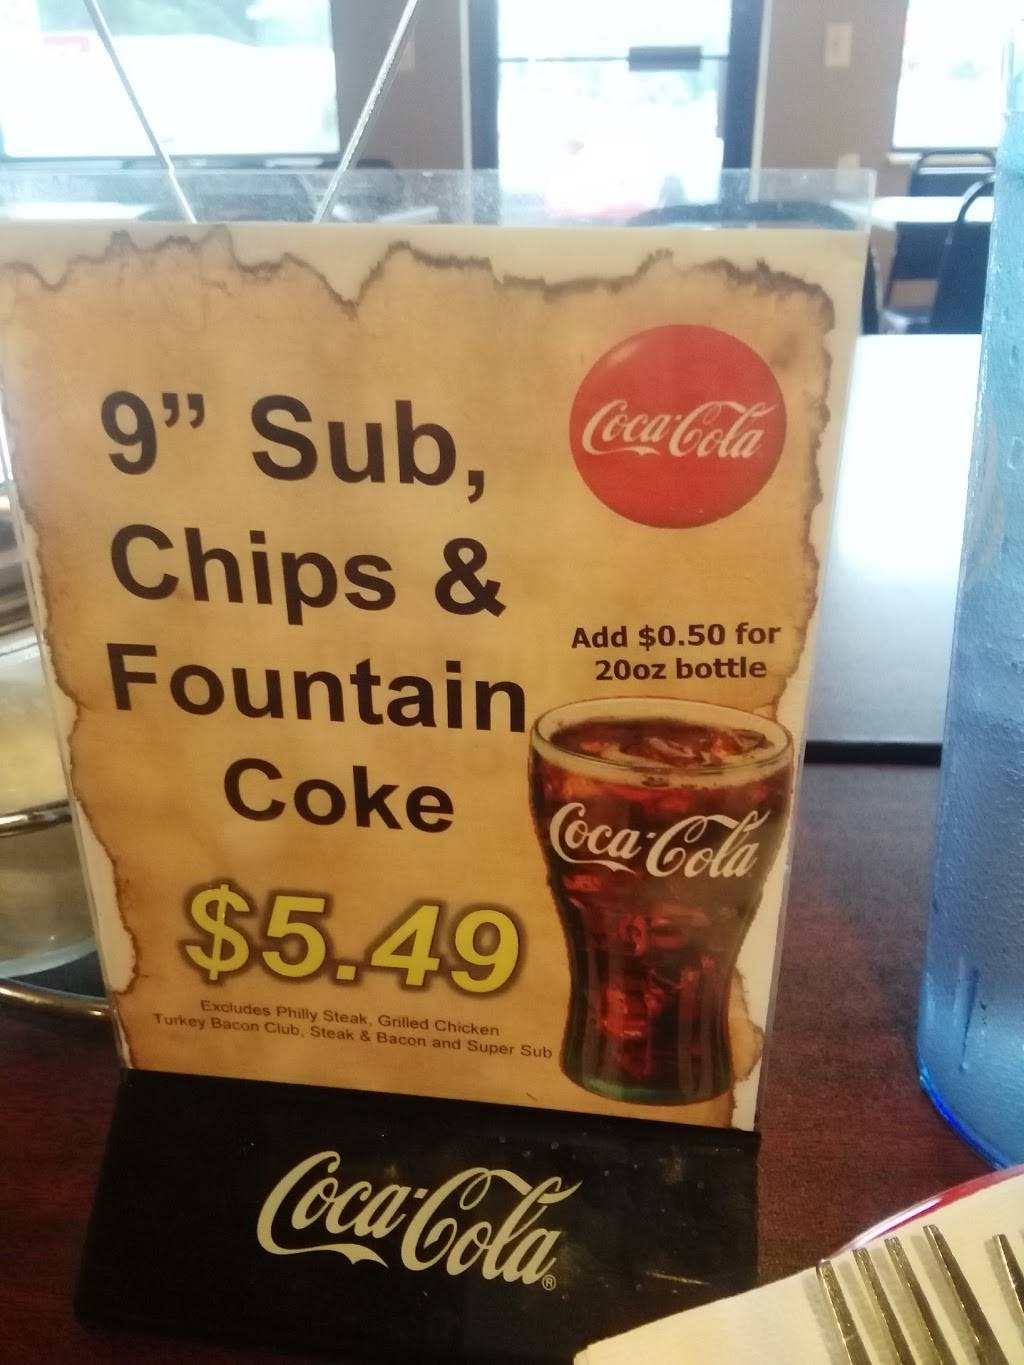 Coca-Cola
9” Sub,
Chips &
Fountain
Coke
Add $0.50 for
20oz bottle
Coca-Cola
$5.49
Excludes Philly Steak, Grilled Chicken
Turkey Bacon Club, Steak & Bacon and Super Sub
Coca-Cola®